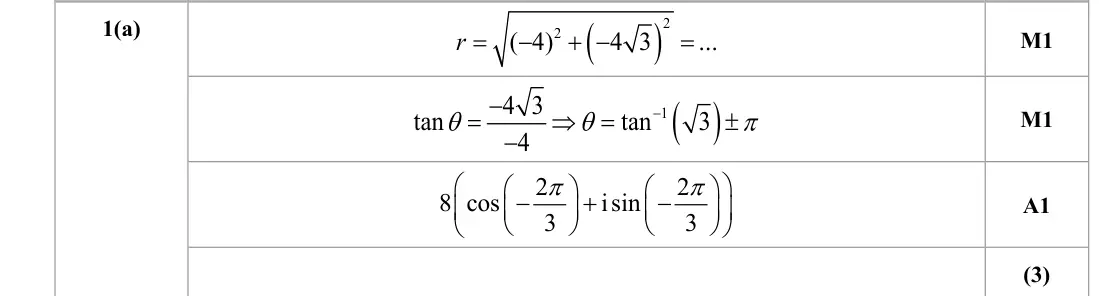 1(a)
r = √((−4)² + (−4√3)²) = ...
M1
tan θ = −4√3/−4 ⇒ θ = tan⁻¹(√3) ± π
M1
8(cos(−2π/3) + i sin(−2π/3))
A1
(3)